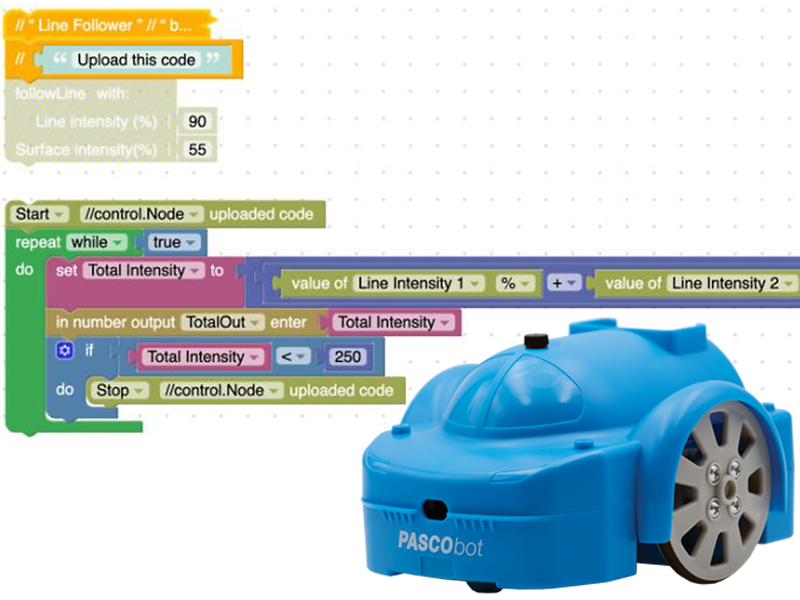 // “ Line Follower ” // “ b...
// “ Upload this code ”
followLine with:
Line intensity (%) 90
Surface intensity(%) 55
Start //control.Node uploaded code
repeat while true
do set Total Intensity to value of Line Intensity 1 % + value of Line Intensity 2
in number output TotalOut enter Total Intensity
if Total Intensity < 250
do Stop //control.Node uploaded code
PASCObot